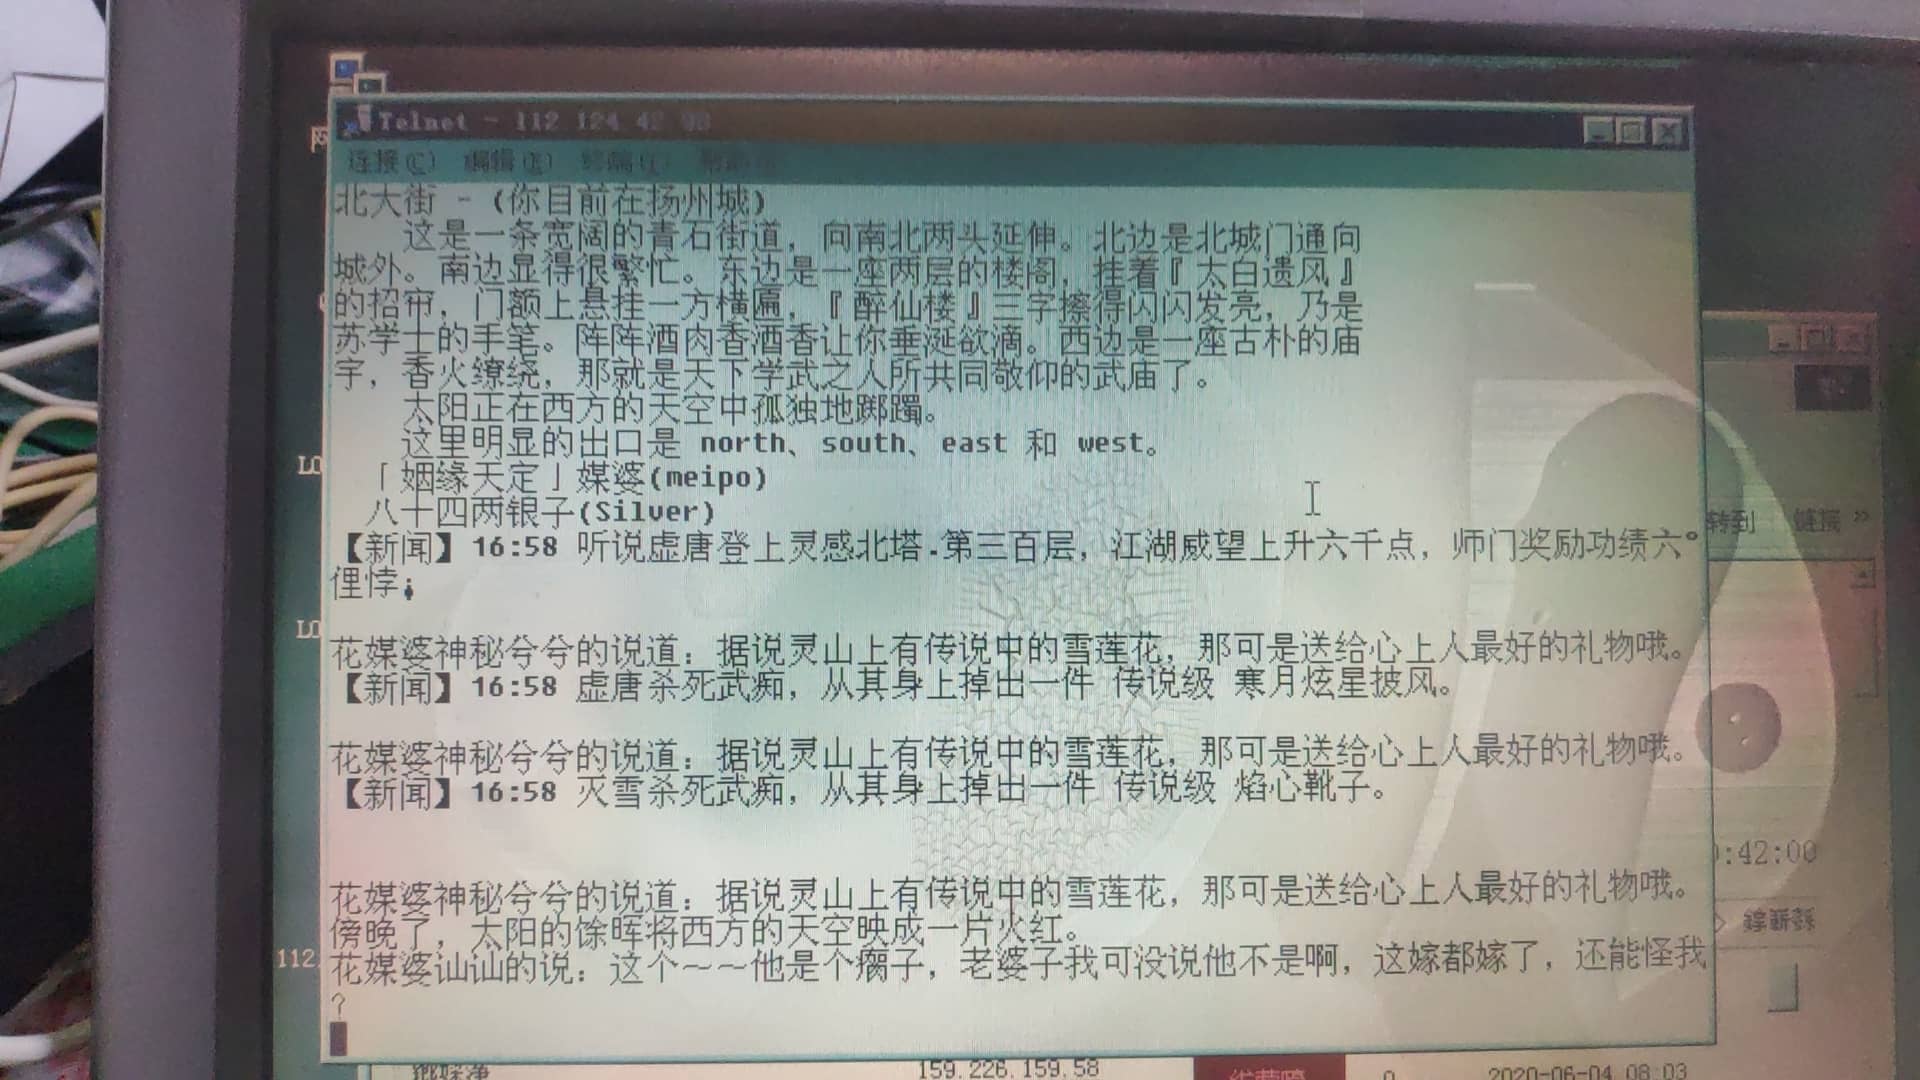 Telnet - 112.124.42.
连接(C) 编辑(E) 终端(T)
北大街 - (你目前在扬州城)
这是一条宽阔的青石街道，向南北两头延伸。北边是北城门通向
城外。南边显得很繁忙。东边是一座两层的楼阁，挂着『太白遗风』
的招帘，门额上悬挂一方横匾，『醉仙楼』三字擦得闪闪发亮，乃是
苏学士的手笔。阵阵酒肉香酒香让你垂涎欲滴。西边是一座古朴的庙
宇，香火缭绕，那就是天下学武之人所共同敬仰的武庙了。
太阳正在西方的天空中孤独地踯躅。
这里明显的出口是 north、south、east 和 west。
「姻缘天定」媒婆(meipo)
八十四两银子(Silver)
【新闻】16:58 听说虚唐登上灵感北塔.第三百层，江湖威望上升六千点，师门奖励功绩六°
俚悖;
花媒婆神秘兮兮的说道：据说灵山上有传说中的雪莲花，那可是送给心上人最好的礼物哦。
【新闻】16:58 虚唐杀死武痴，从其身上掉出一件 传说级 寒月炫星披风。
花媒婆神秘兮兮的说道：据说灵山上有传说中的雪莲花，那可是送给心上人最好的礼物哦。
【新闻】16:58 灭雪杀死武痴，从其身上掉出一件 传说级 焰心靴子。
花媒婆神秘兮兮的说道：据说灵山上有传说中的雪莲花，那可是送给心上人最好的礼物哦。
傍晚了，太阳的馀晖将西方的天空映成一片火红。
花媒婆讪讪的说：这个～～他是个瘸子，老婆子我可没说他不是啊，这嫁都嫁了，还能怪我
?
转到 链接 »
:42:00
LO
LO
112
159.226.159.58
0
2020-06-04 08:03